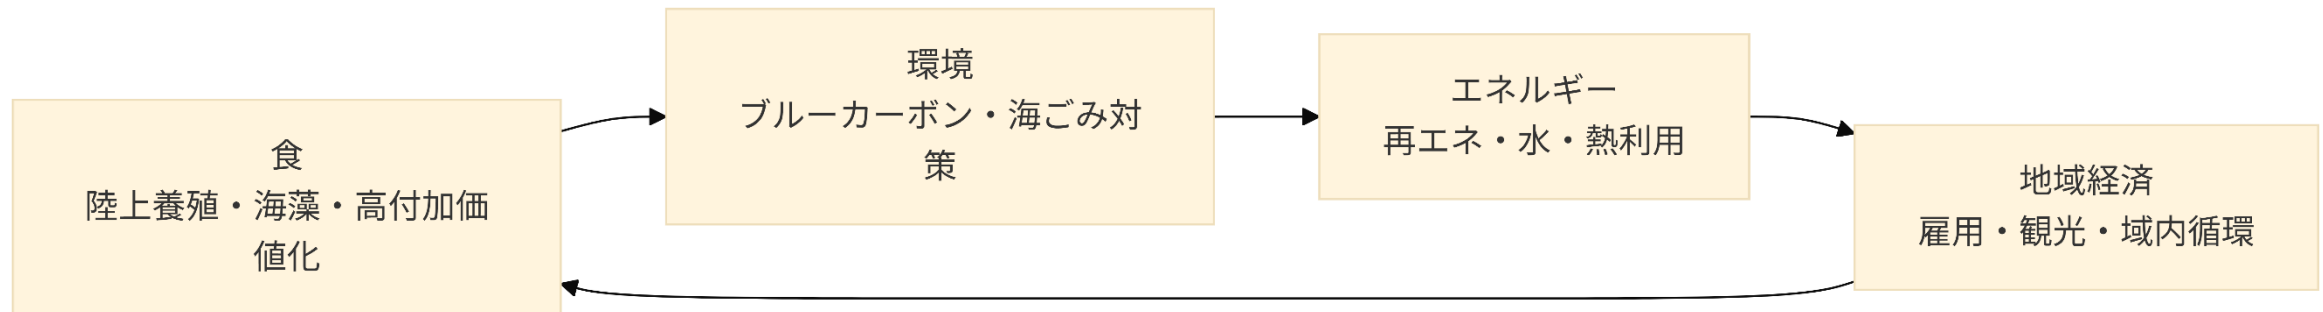 食
陸上養殖・海藻・高付加価
値化
環境
ブルーカーボン・海ごみ対
策
エネルギー
再エネ・水・熱利用
地域経済
雇用・観光・域内循環